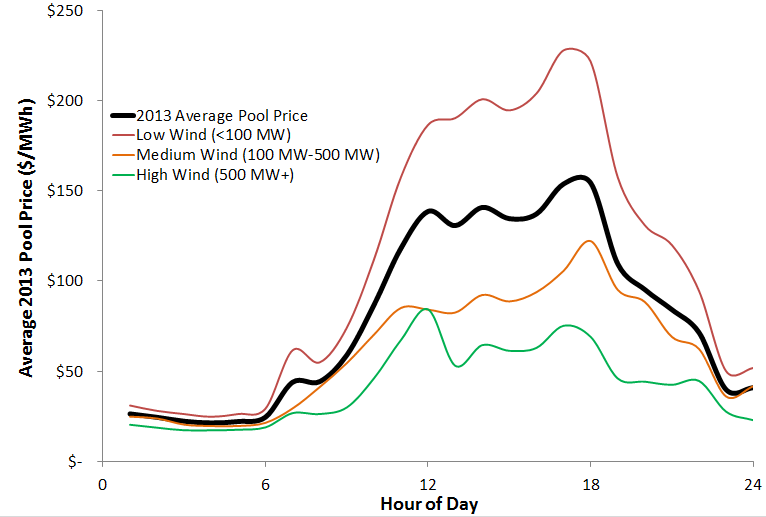 $250
$200
$150
$100
$50
$-
Average 2013 Pool Price ($/MWh)
2013 Average Pool Price
Low Wind (<100 MW)
Medium Wind (100 MW-500 MW)
High Wind (500 MW+)
0 6 12 18 24
Hour of Day